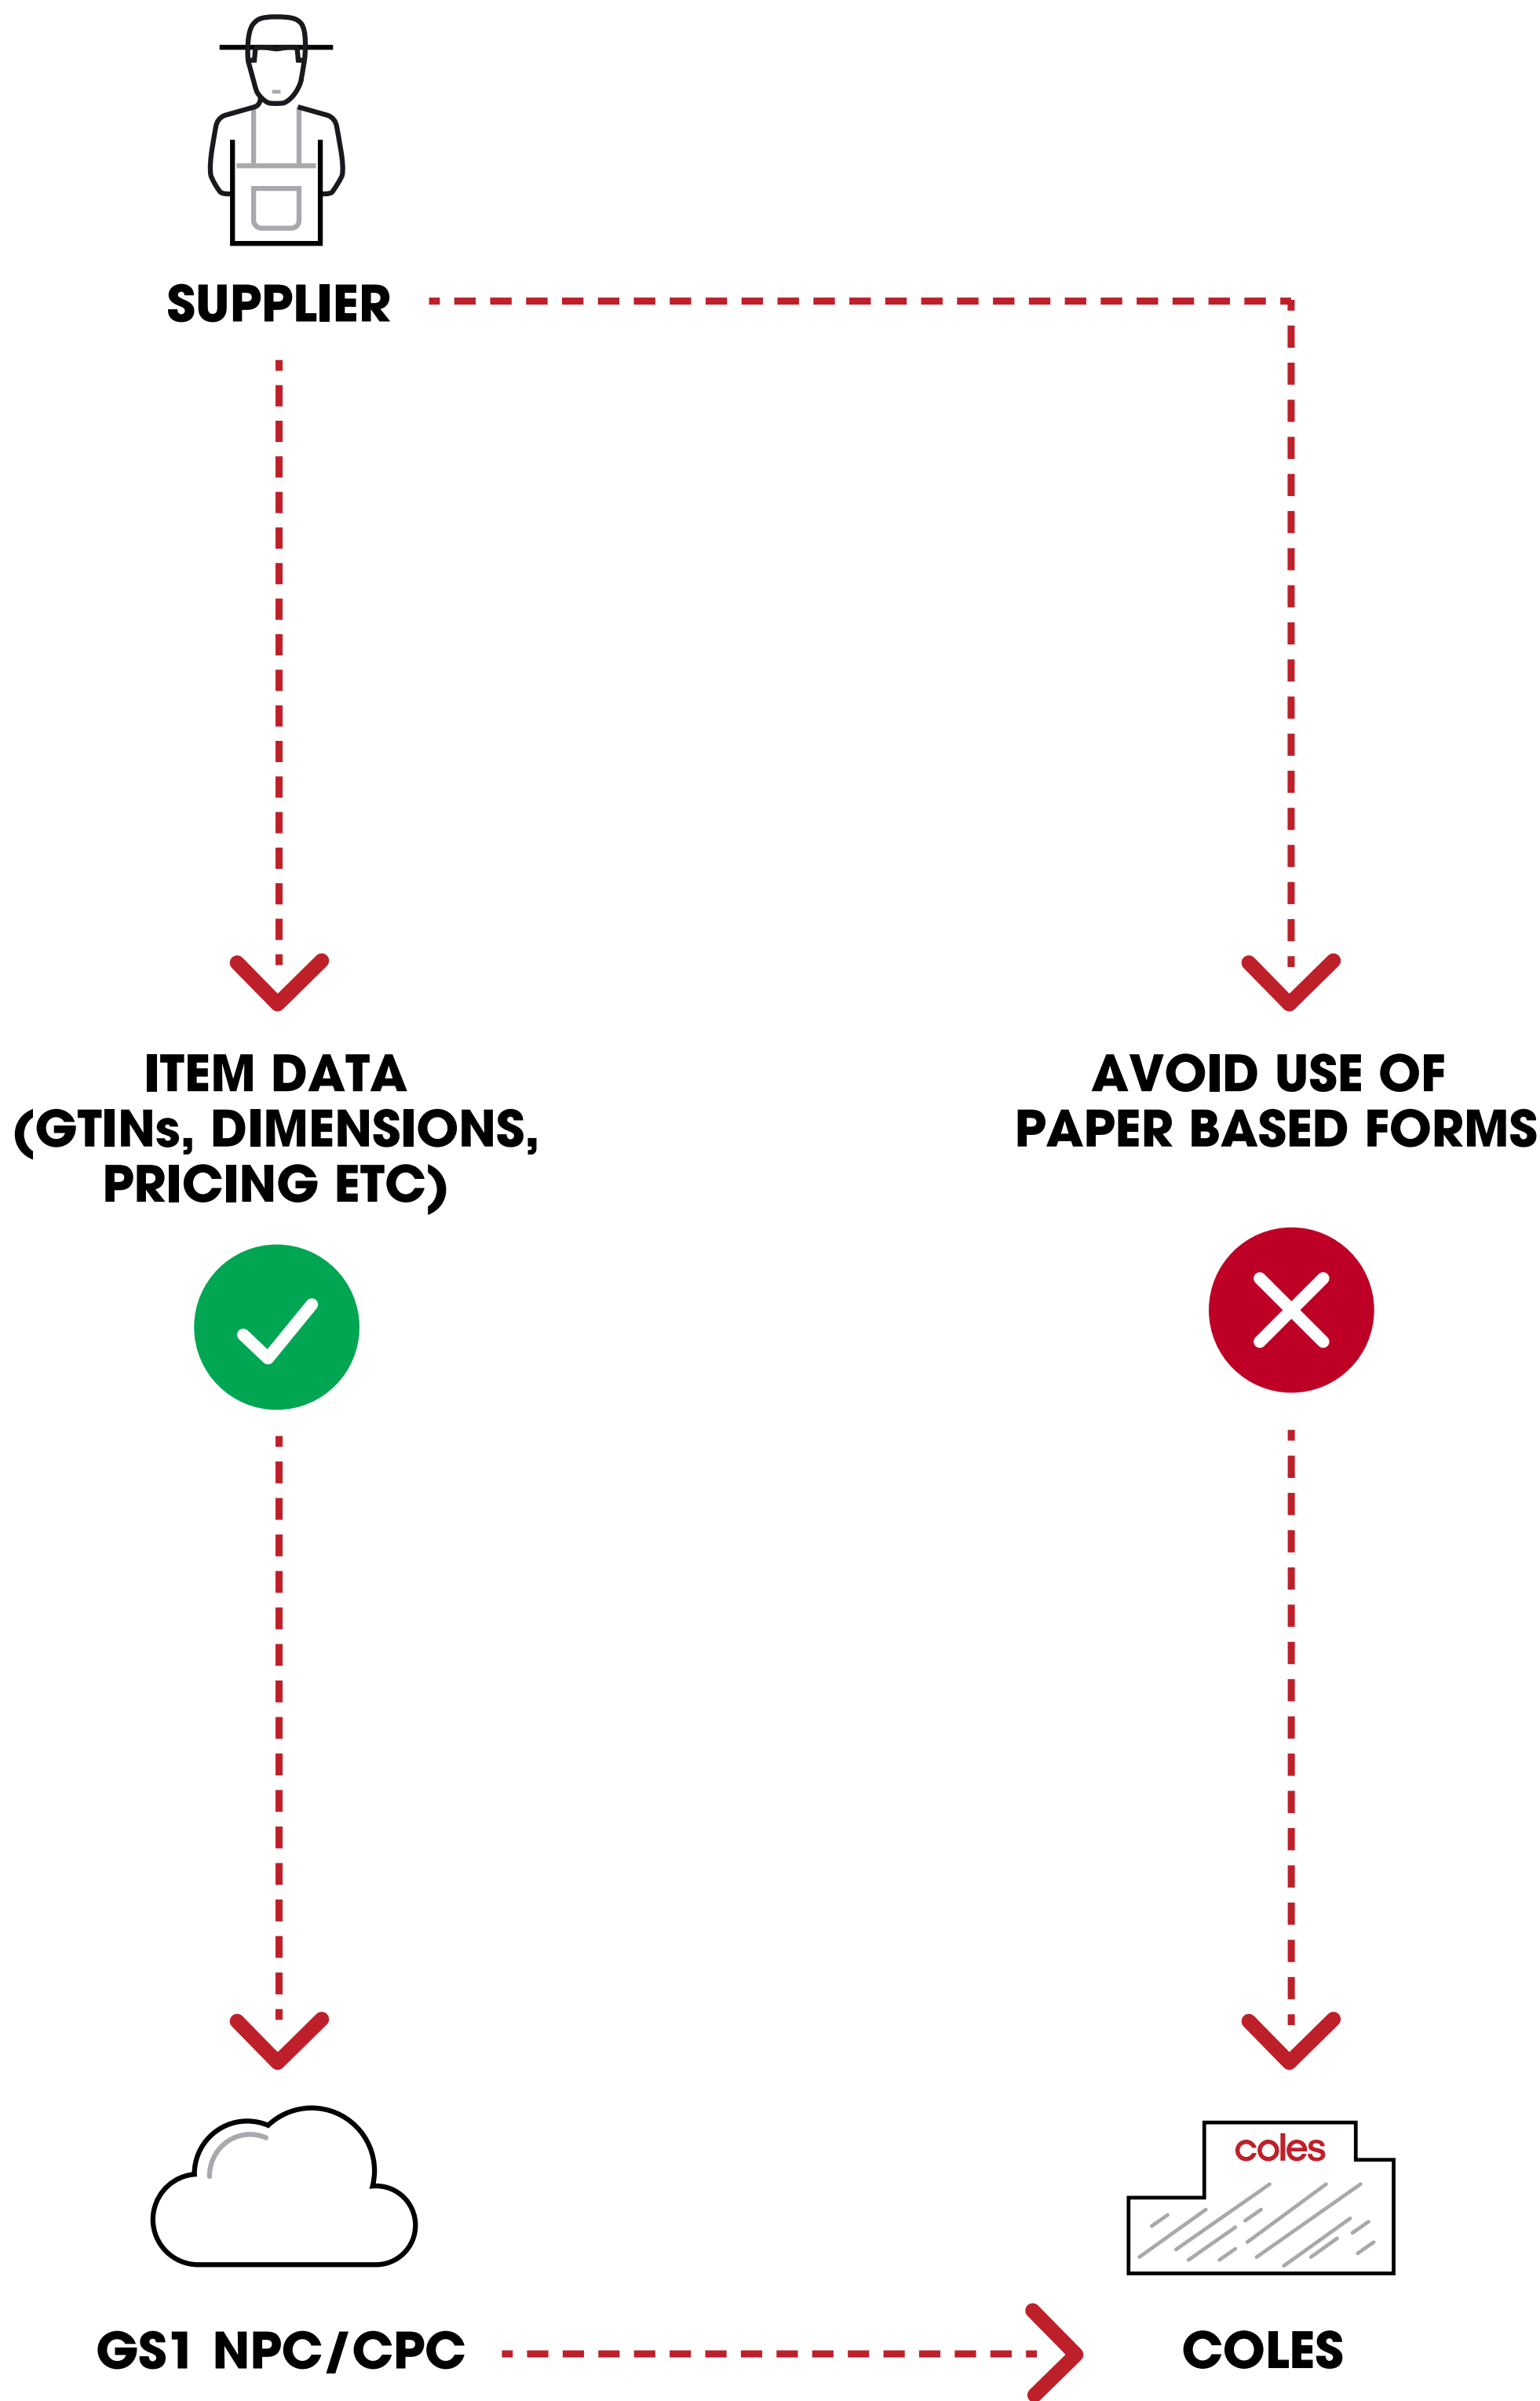 SUPPLIER
ITEM DATA
(GTINs, DIMENSIONS,
PRICING ETC)
AVOID USE OF
PAPER BASED FORMS
coles
GS1 NPC/CPC
COLES